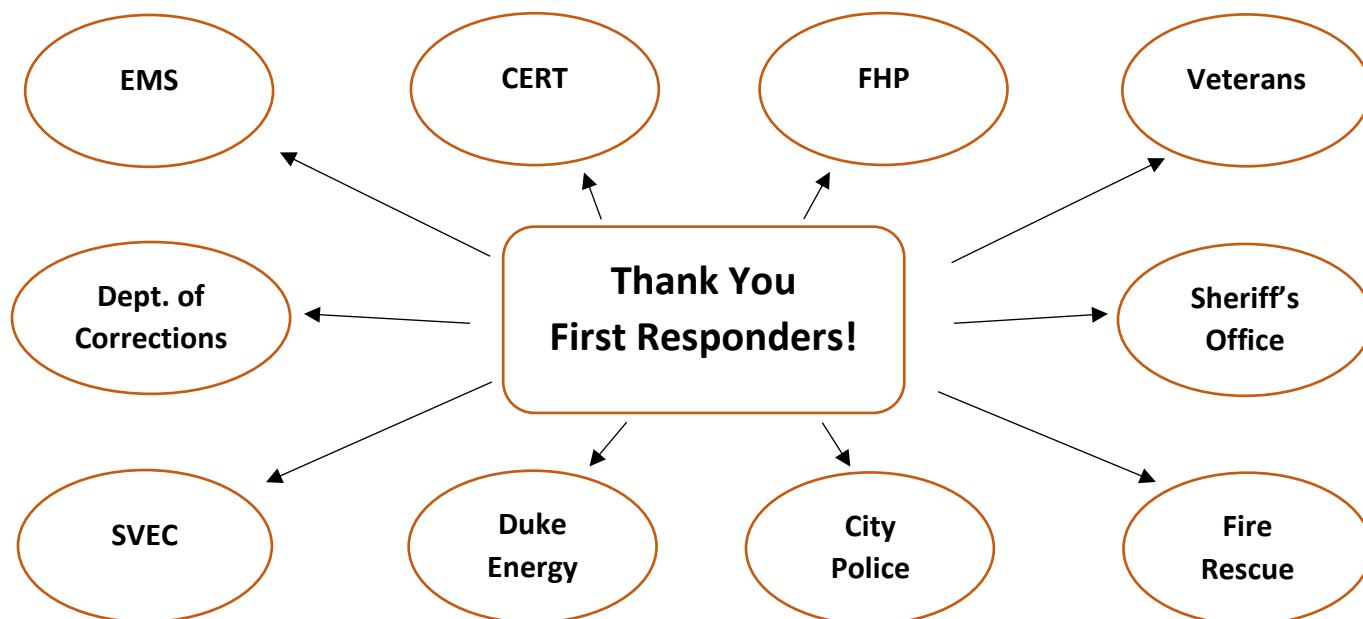 EMS
CERT
FHP
Veterans
Thank You
First Responders!
Dept. of
Corrections
Sheriff’s
Office
SVEC
Duke
Energy
City
Police
Fire
Rescue